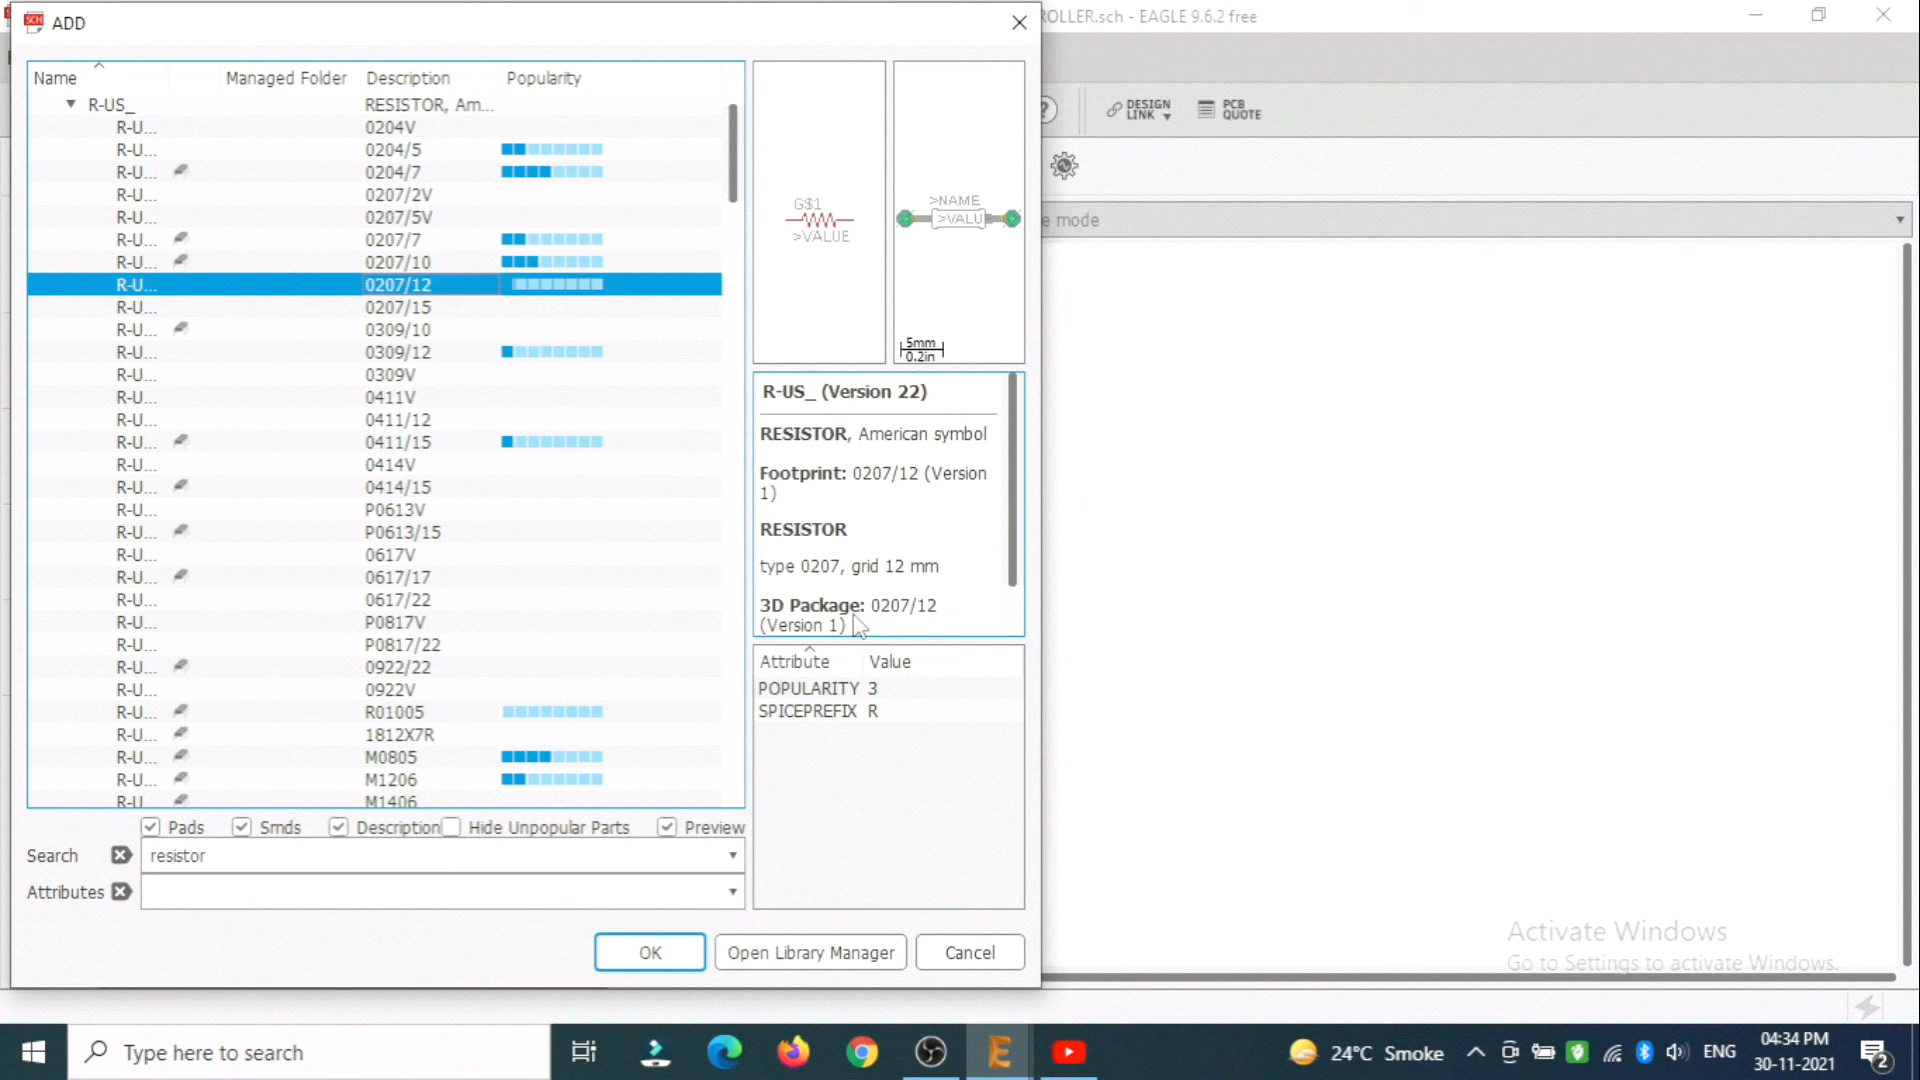 ADD
ROLLER.sch - EAGLE 9.6.2 free
Name Managed Folder Description Popularity
R-US_ RESISTOR, Am...
R-U... 0204V
R-U... 0204/5
R-U... 0204/7
R-U... 0207/2V
R-U... 0207/5V
R-U... 0207/7
R-U... 0207/10
R-U... 0207/12
R-U... 0207/15
R-U... 0309/10
R-U... 0309/12
R-U... 0309V
R-U... 0411V
R-U... 0411/12
R-U... 0411/15
R-U... 0414V
R-U... 0414/15
R-U... P0613V
R-U... P0613/15
R-U... 0617V
R-U... 0617/17
R-U... 0617/22
R-U... P0817V
R-U... P0817/22
R-U... 0922/22
R-U... 0922V
R-U... R01005
R-U... 1812X7R
R-U... M0805
R-U... M1206
R-U M1406
Pads Smds Description Hide Unpopular Parts Preview
Search resistor
Attributes
OK Open Library Manager Cancel
G$1
>VALUE
>NAME
>VALU
5mm
0.2in
R-US_ (Version 22)
RESISTOR, American symbol
Footprint: 0207/12 (Version
1)
RESISTOR
type 0207, grid 12 mm
3D Package: 0207/12
(Version 1)
Attribute Value
POPULARITY 3
SPICEPREFIX R
?
DESIGN
LINK
PCB
QUOTE
e mode
Activate Windows
Go to Settings to activate Windows.
Type here to search
24°C Smoke
ENG
04:34 PM
30-11-2021
2